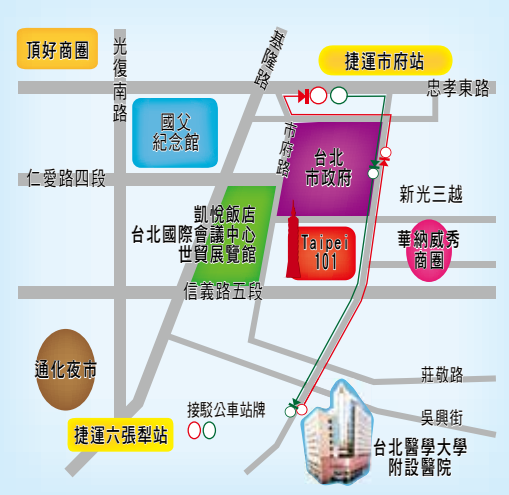 頂好商圈
光復南路
基隆路
捷運市府站
忠孝東路
國父
紀念館
市府路
台北
市政府
仁愛路四段
新光三越
凱悅飯店
台北國際會議中心
世貿展覽館
Taipei
101
華納威秀
商圈
信義路五段
通化夜市
莊敬路
接駁公車站牌
吳興街
捷運六張犁站
台北醫學大學
附設醫院